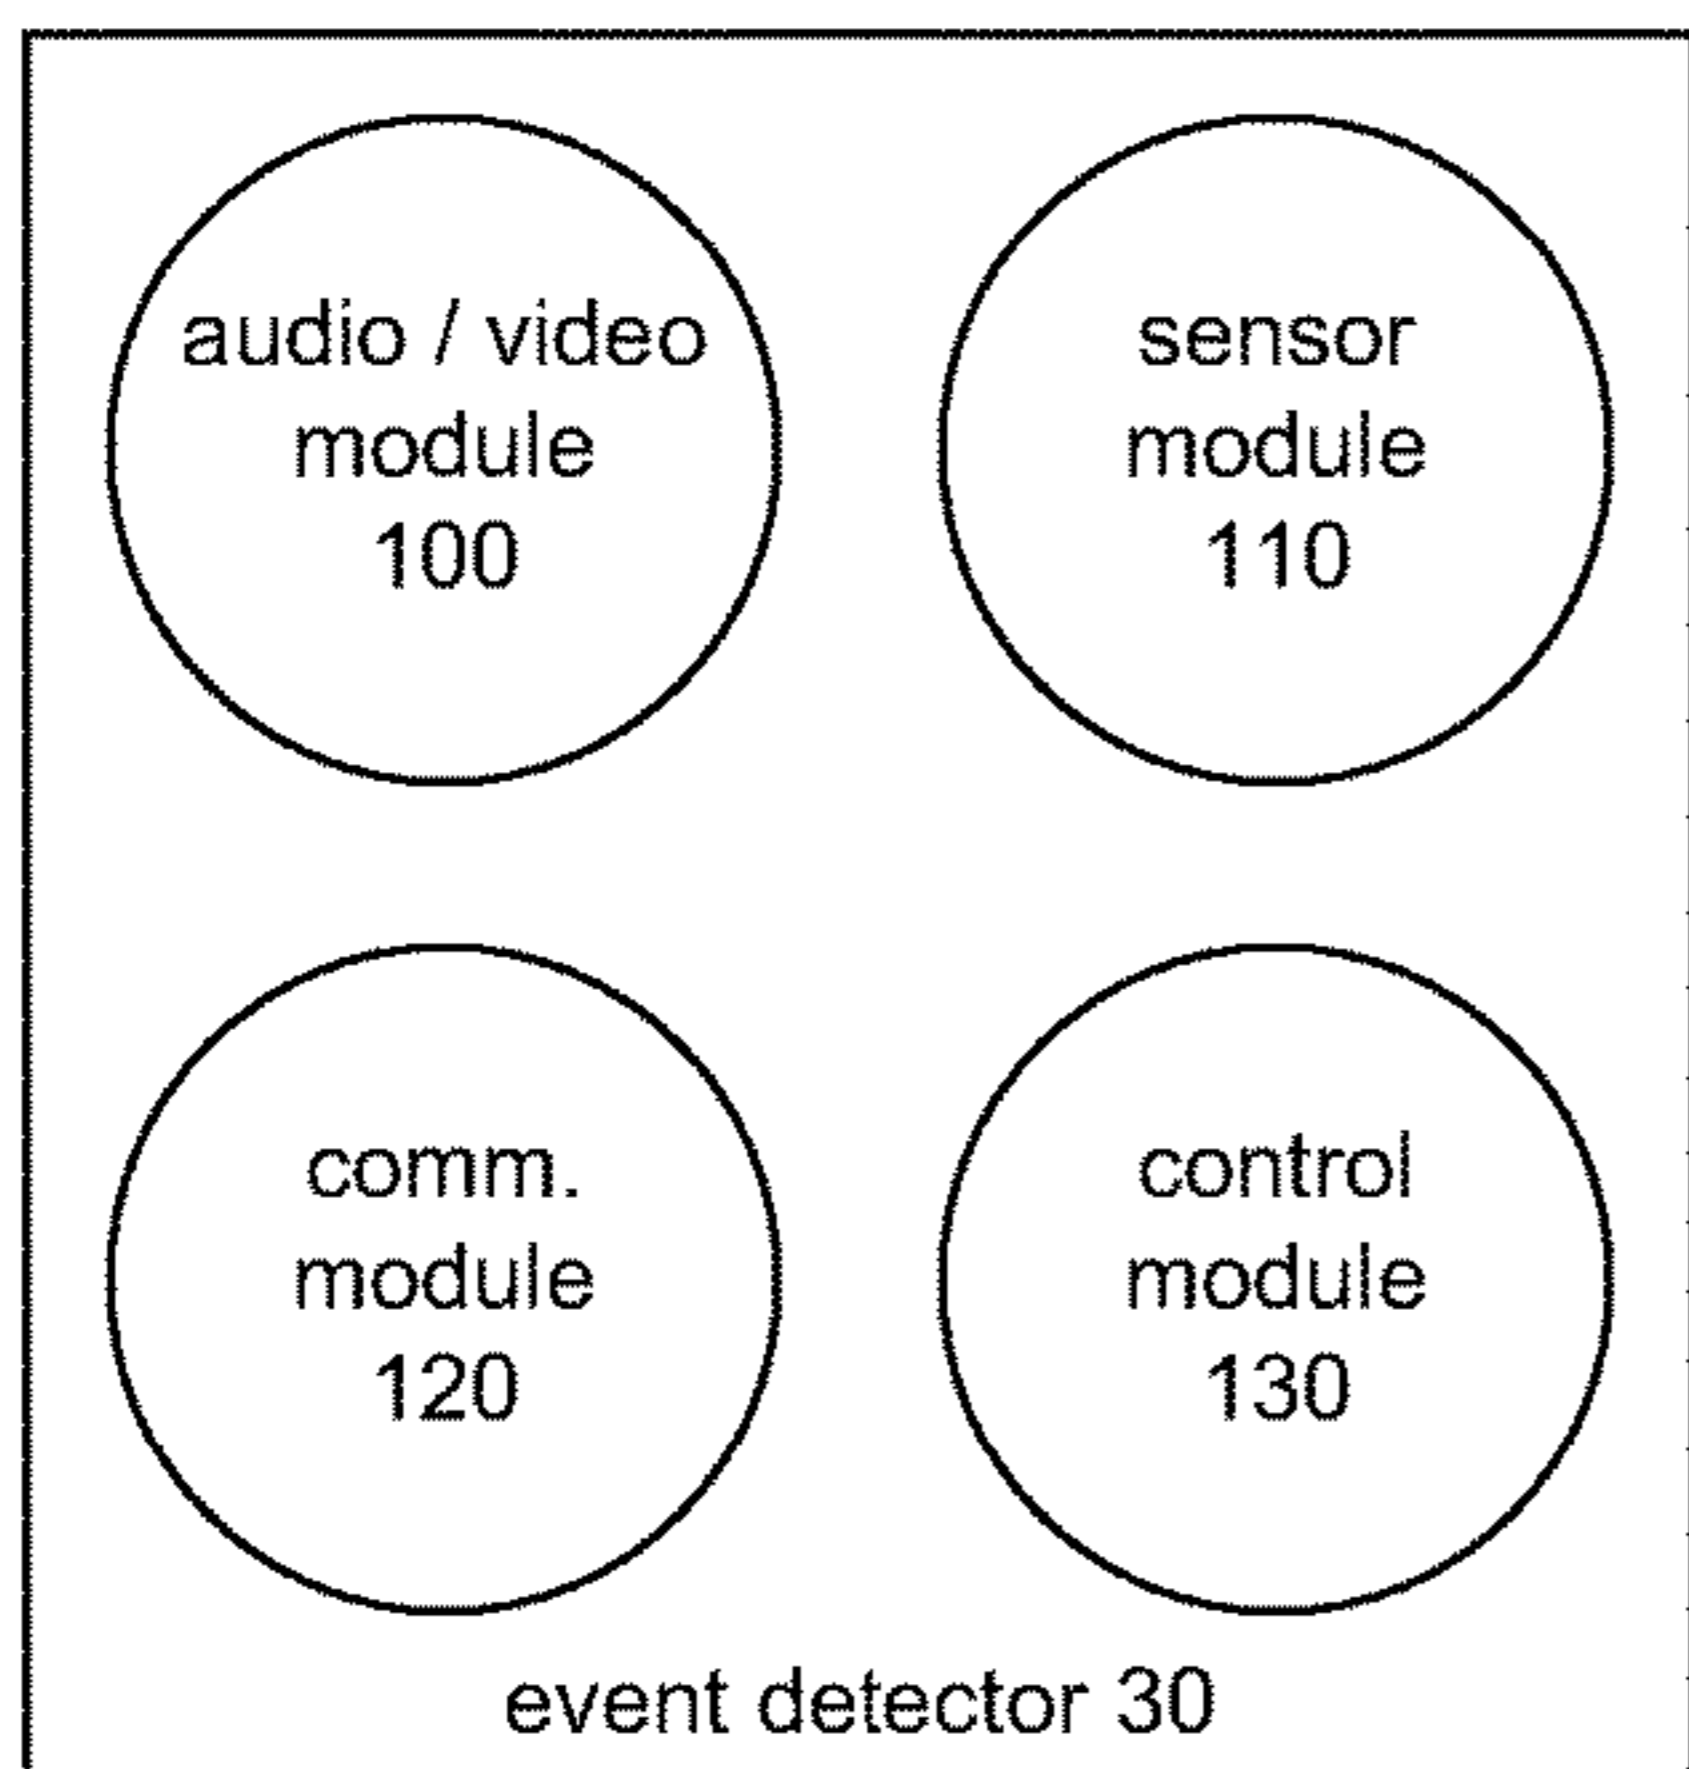 audio / video
module
100
sensor
module
110
comm.
module
120
control
module
130
event detector 30